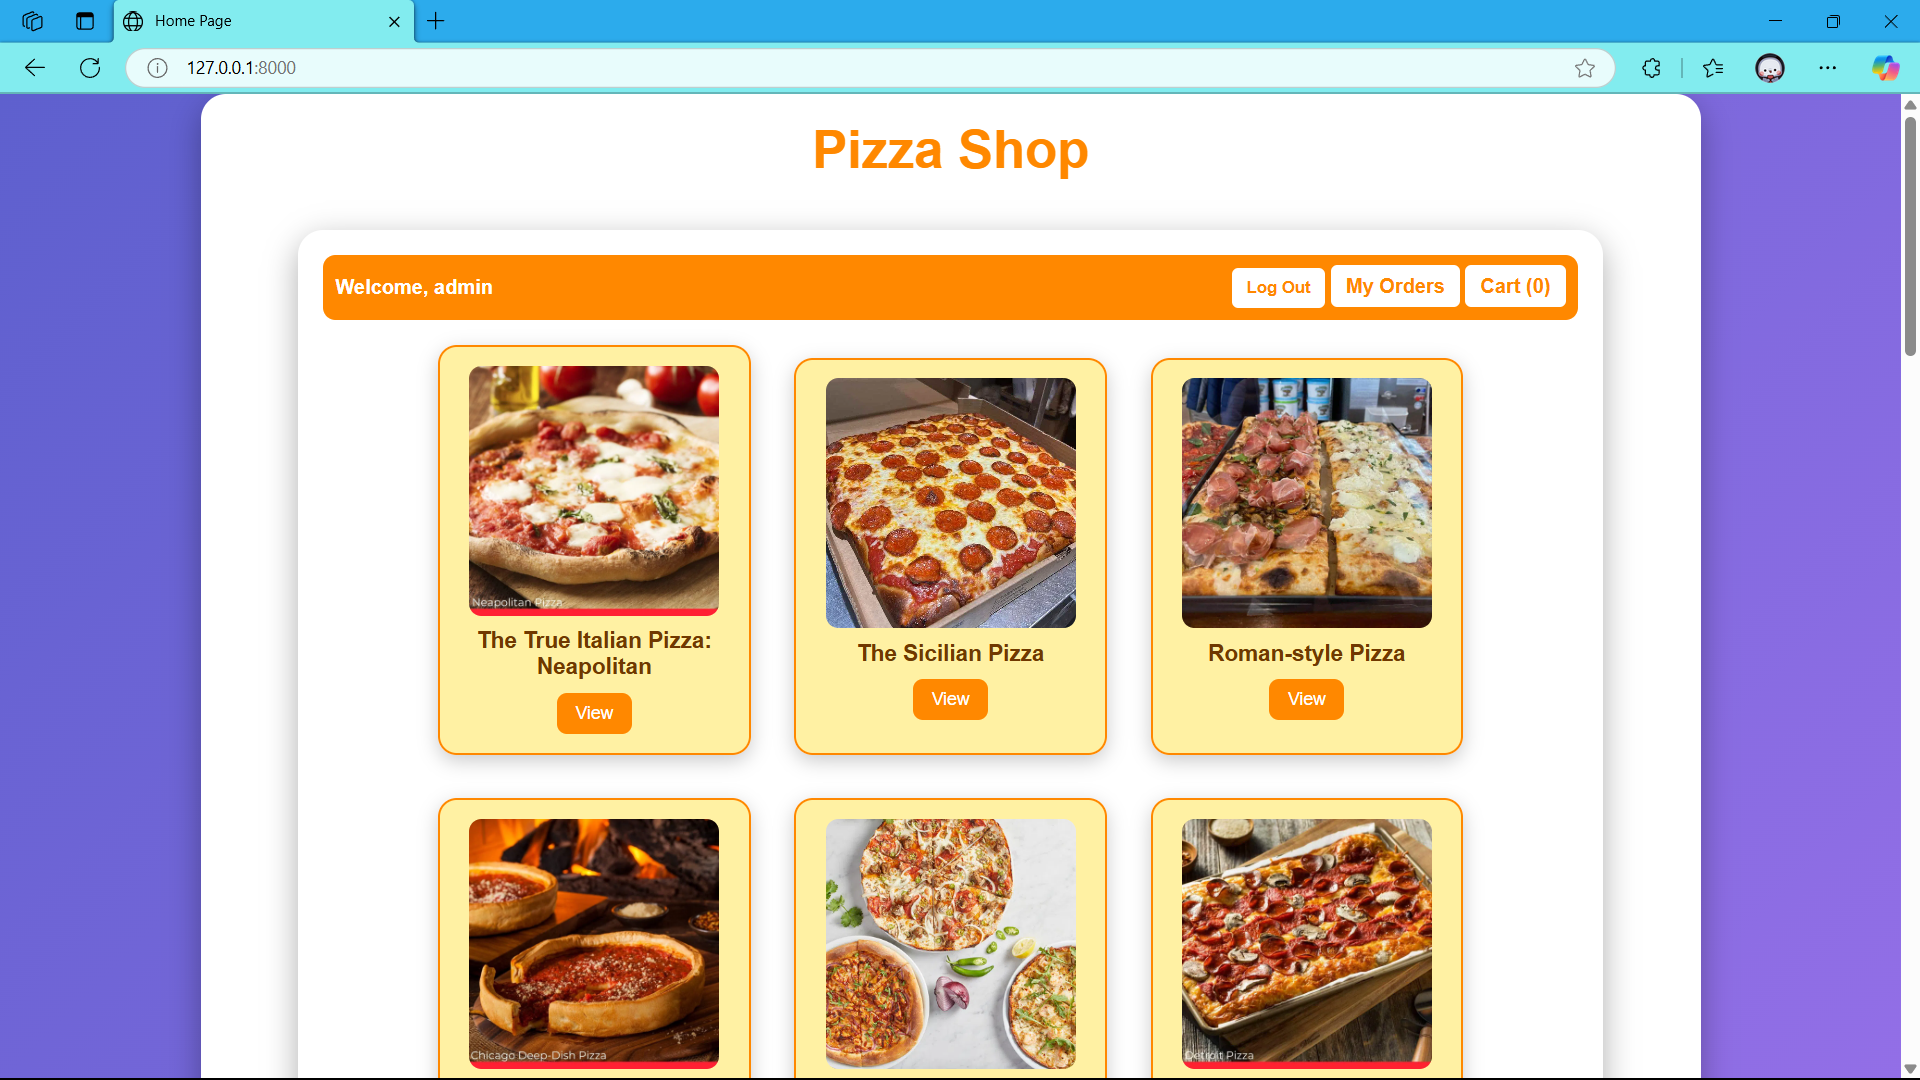 Home Page
127.0.0.1:8000
Pizza Shop
Welcome, admin
Log Out
My Orders
Cart (0)
Neapolitan Pizza
The True Italian Pizza:
Neapolitan
View
The Sicilian Pizza
View
Roman-style Pizza
View
Chicago Deep-Dish Pizza
Detroit Pizza